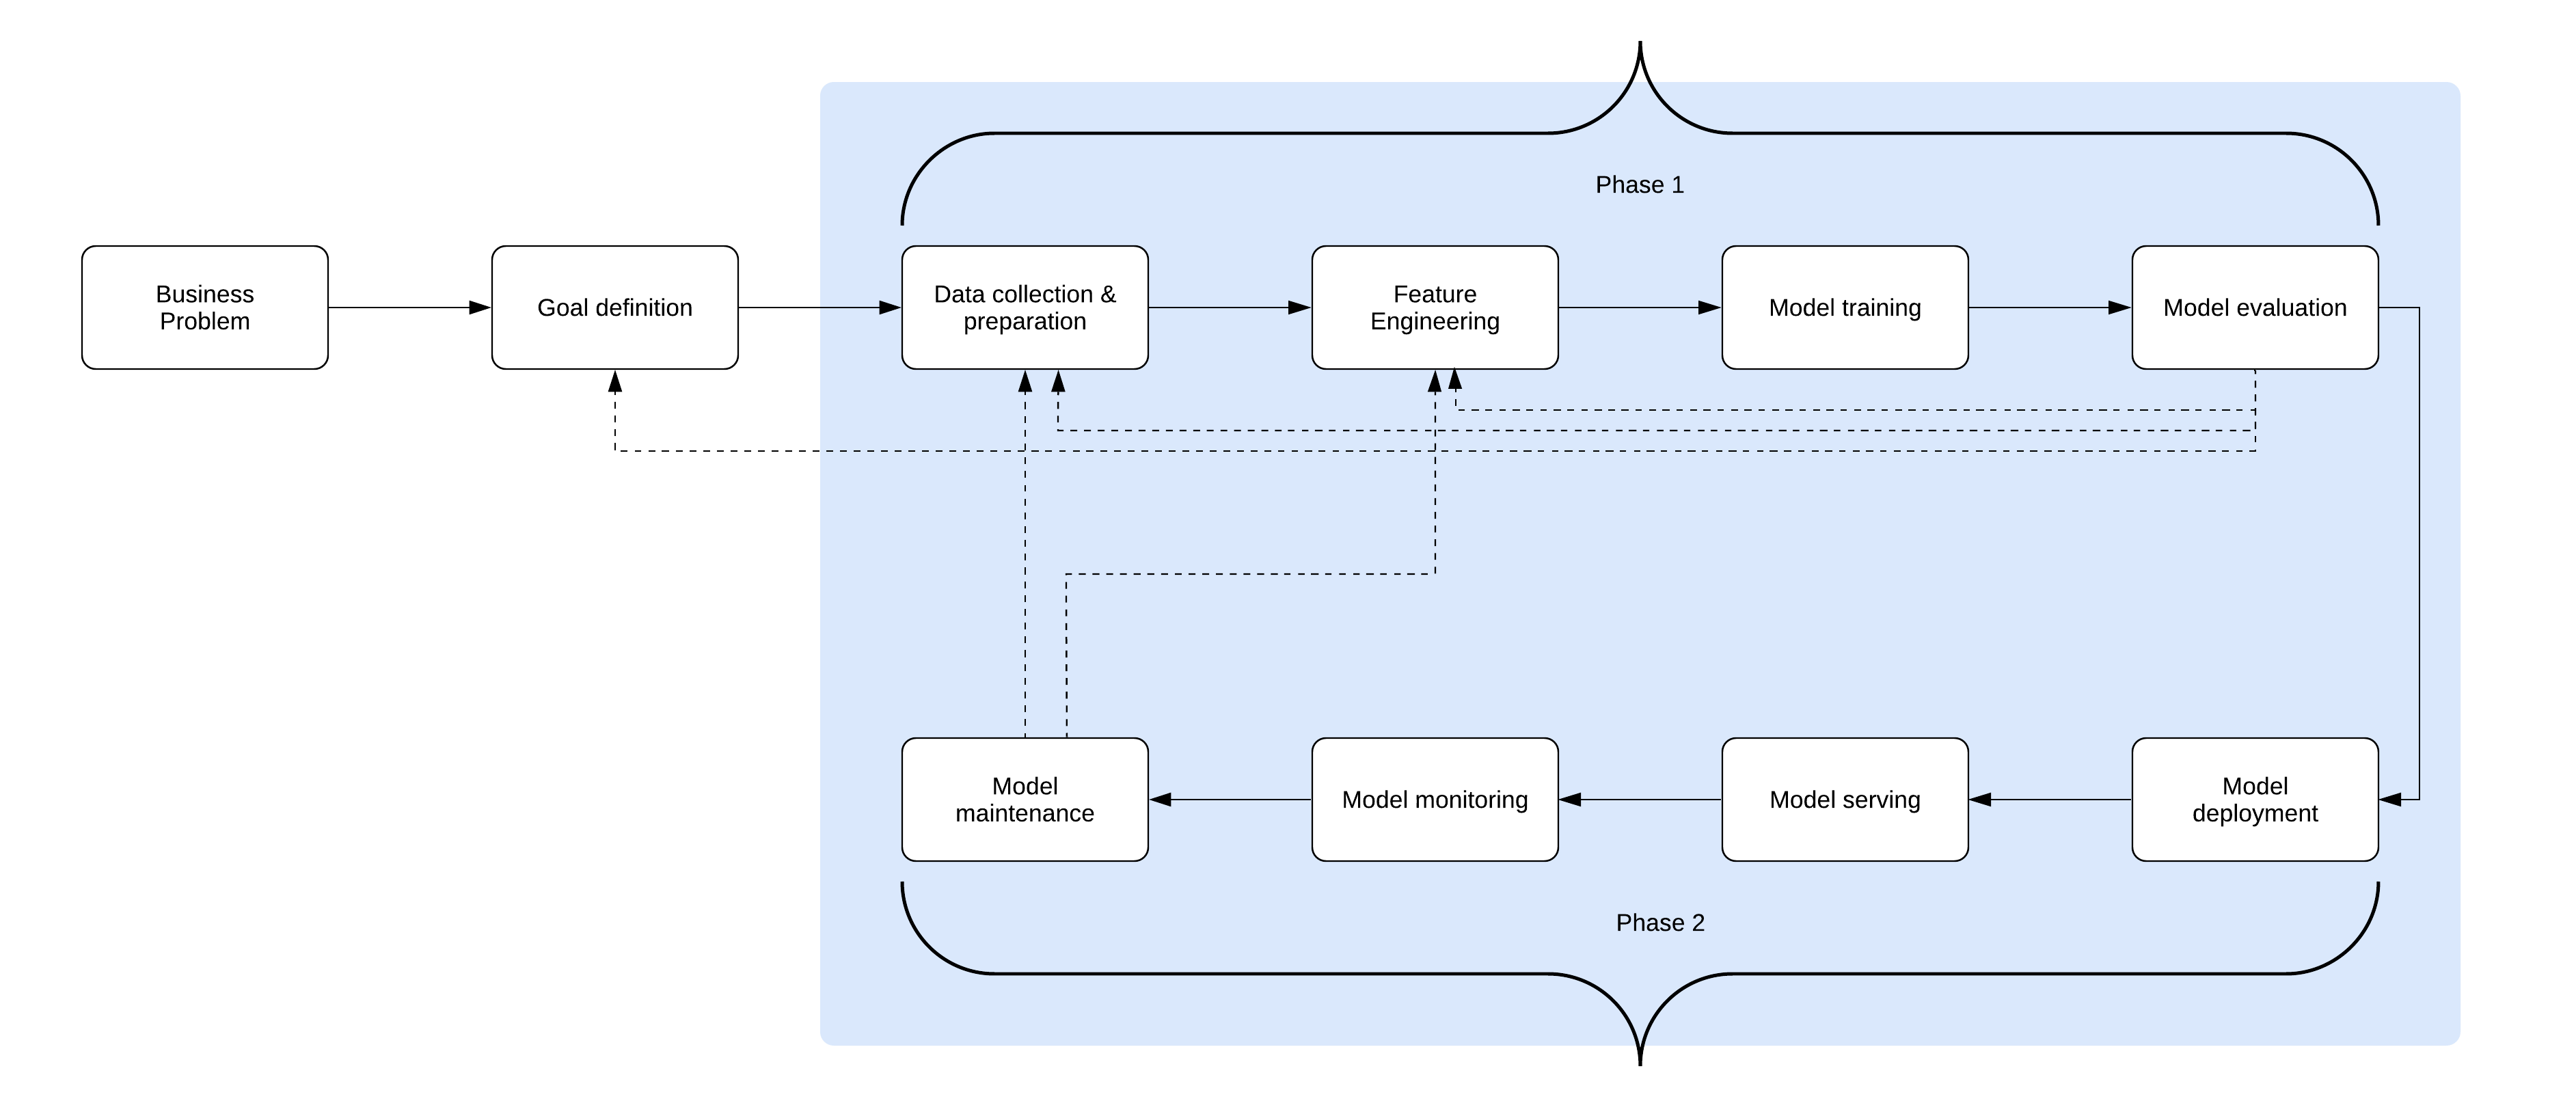 Phase 1
Business
Problem
Goal definition
Data collection &
preparation
Feature
Engineering
Model training
Model evaluation
Model
maintenance
Model monitoring
Model serving
Model
deployment
Phase 2